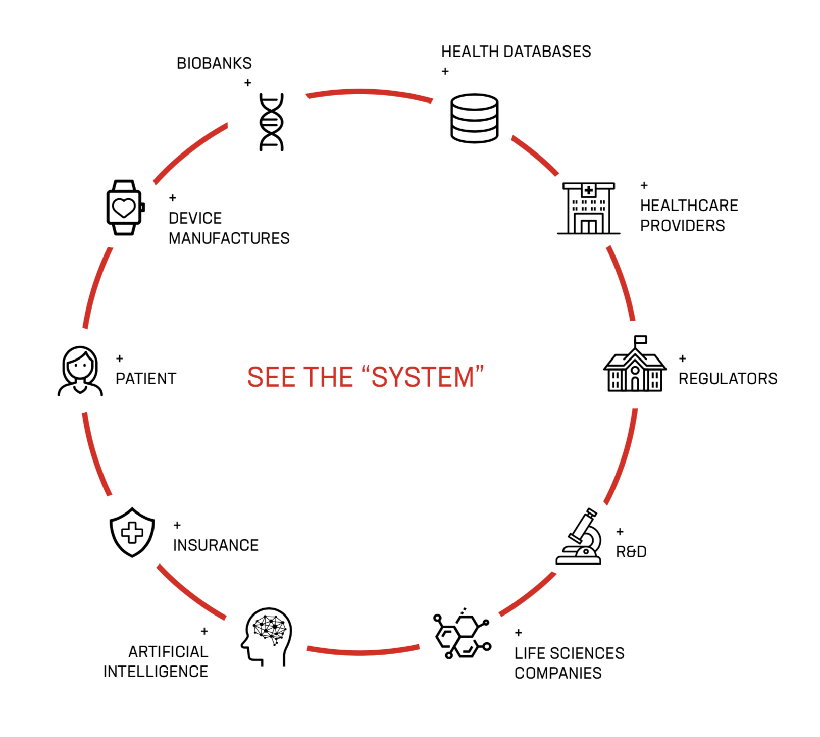 BIOBANKS
+
HEALTH DATABASES
+
+
HEALTHCARE
PROVIDERS
+
DEVICE
MANUFACTURES
+
PATIENT
SEE THE “SYSTEM”
+
REGULATORS
+
INSURANCE
+
R&D
+
ARTIFICIAL
INTELLIGENCE
+
LIFE SCIENCES
COMPANIES